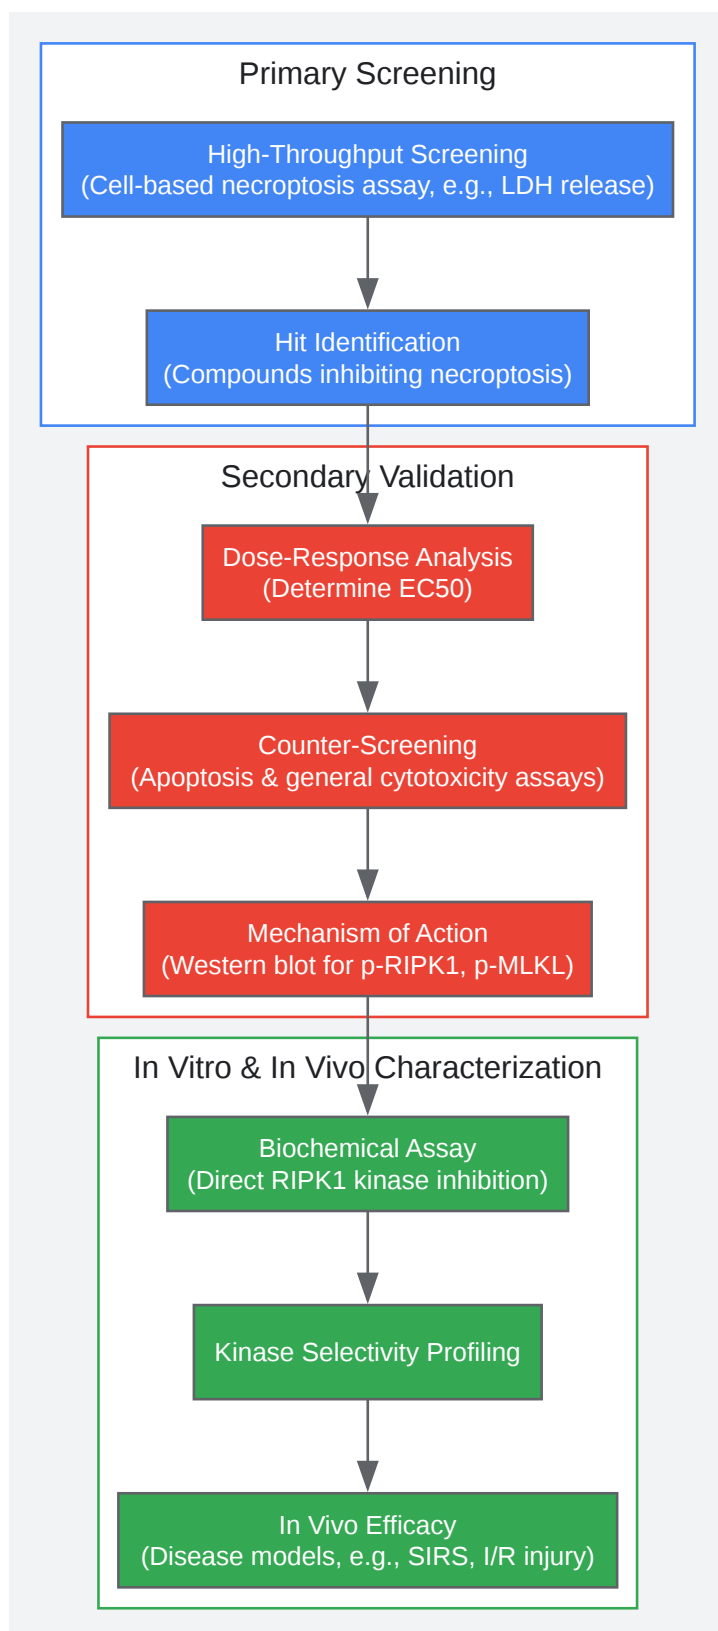 Primary Screening
High-Throughput Screening
(Cell-based necroptosis assay, e.g., LDH release)
Hit Identification
(Compounds inhibiting necroptosis)
Secondary Validation
Dose-Response Analysis
(Determine EC50)
Counter-Screening
(Apoptosis & general cytotoxicity assays)
Mechanism of Action
(Western blot for p-RIPK1, p-MLKL)
In Vitro & In Vivo Characterization
Biochemical Assay
(Direct RIPK1 kinase inhibition)
Kinase Selectivity Profiling
In Vivo Efficacy
(Disease models, e.g., SIRS, I/R injury)